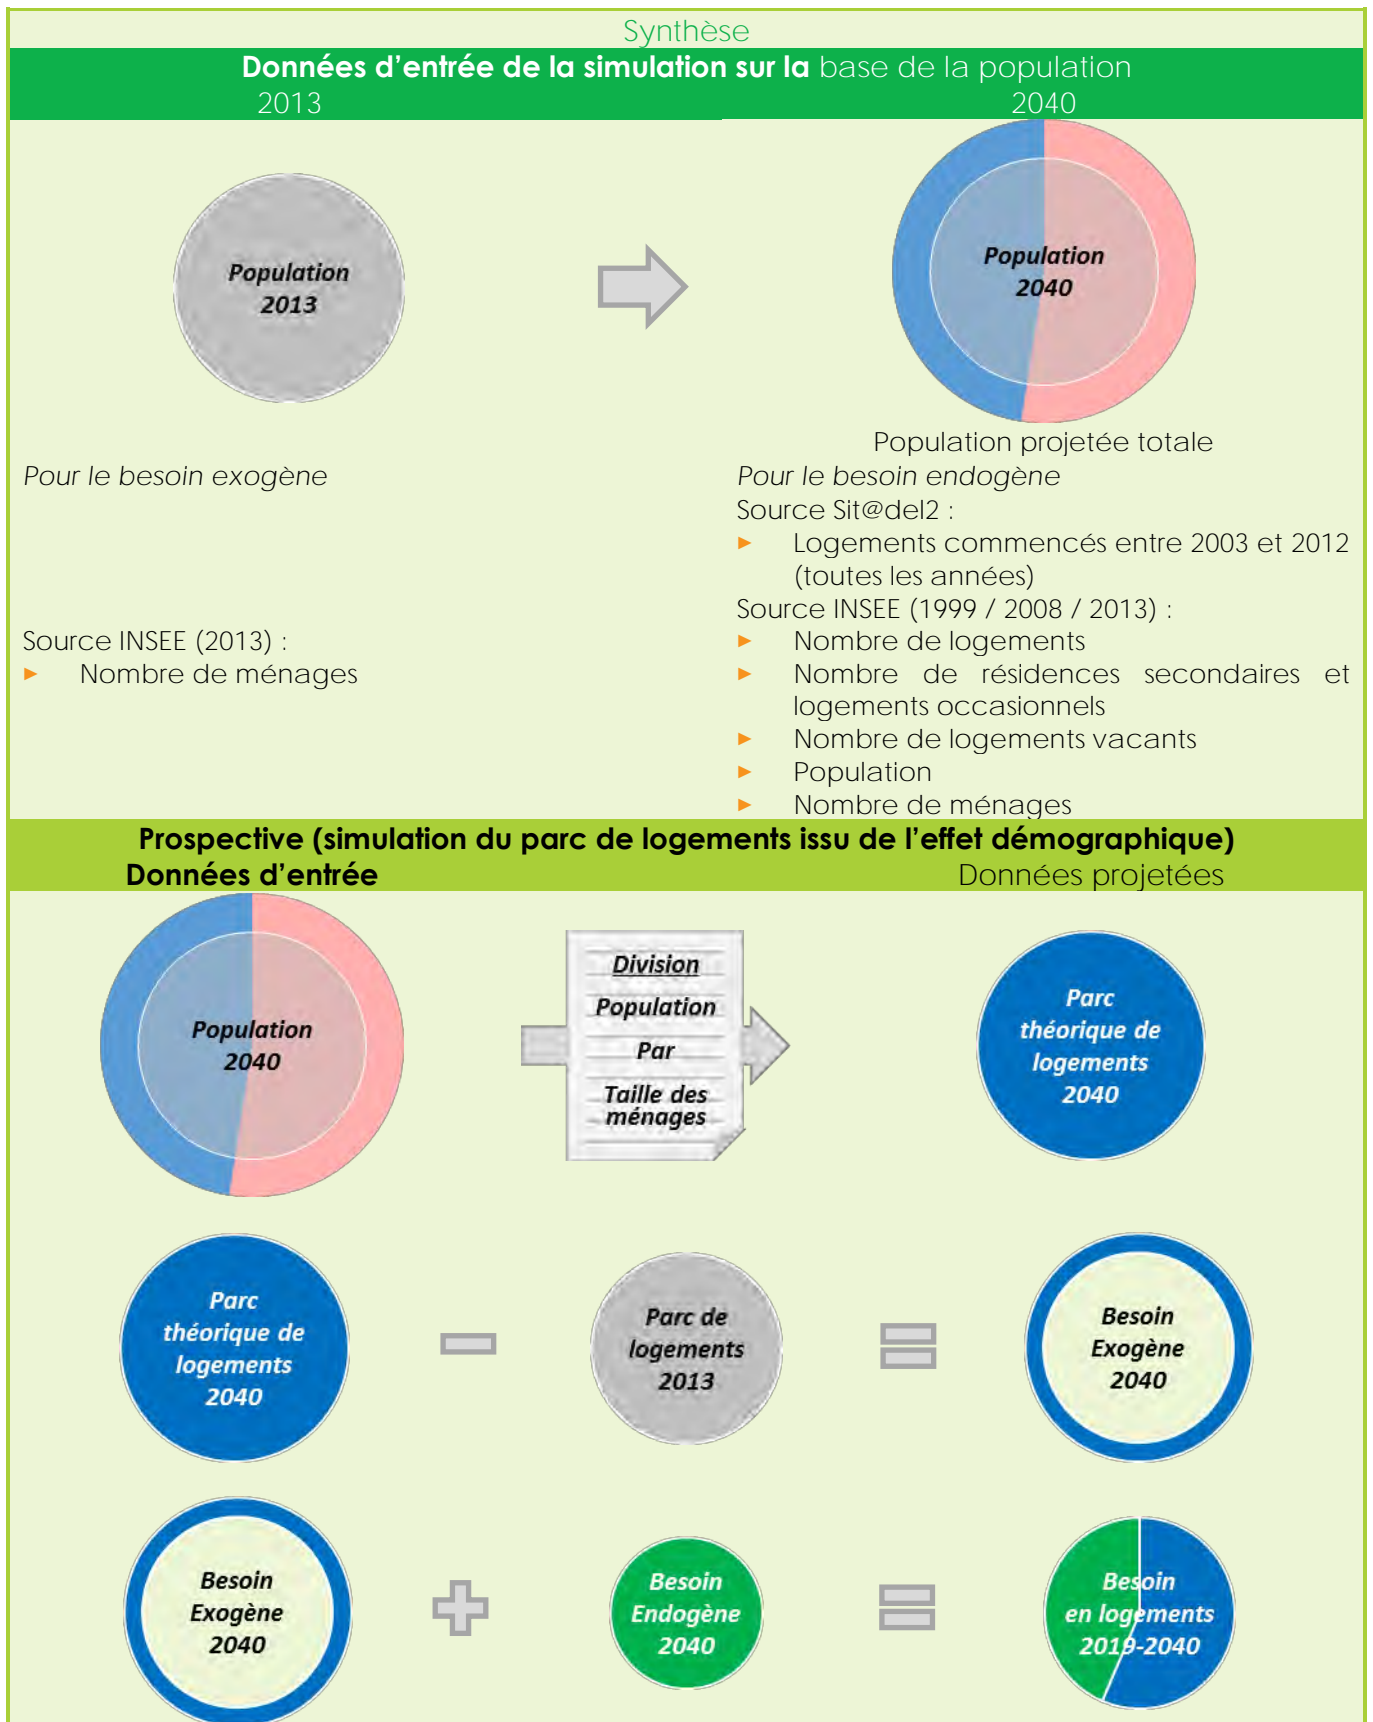 Synthèse
Données d'entrée de la simulation sur la base de la population
2013
2040
Population
2013
Population
2040
Population projetée totale
Pour le besoin exogène
Source INSEE (2013) :
► Nombre de ménages
Pour le besoin endogène
Source Sit@del2 :
► Logements commencés entre 2003 et 2012
(toutes les années)
Source INSEE (1999 / 2008 / 2013) :
► Nombre de logements
► Nombre de résidences secondaires et
logements occasionnels
► Nombre de logements vacants
► Population
► Nombre de ménages
Prospective (simulation du parc de logements issu de l'effet démographique)
Données d'entrée
Données projetées
Population
2040
Division
Population
Par
Taille des
ménages
Parc
théorique de
logements
2040
Parc
théorique de
logements
2040
Parc de
logements
2013
Besoin
Exogène
2040
Besoin
Exogène
2040
Besoin
Endogène
2040
Besoin
en logements
2019-2040